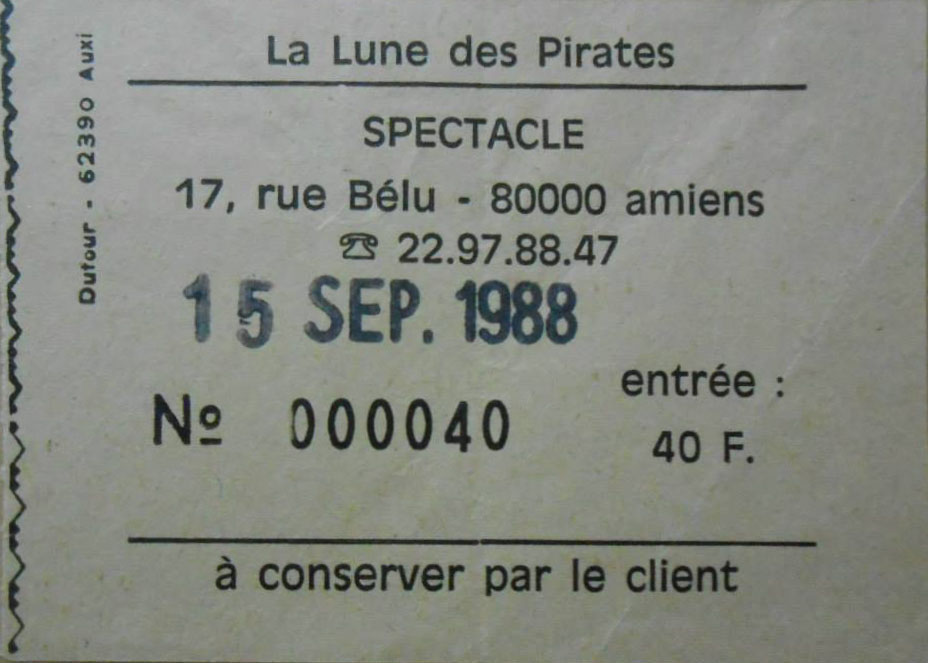 La Lune des Pirates
SPECTACLE
17, rue Bélu - 80000 amiens
☎ 22.97.88.47
15 SEP. 1988
entrée :
Nº 000040
40 F.
à conserver par le client
Dufour - 62390 Auxi